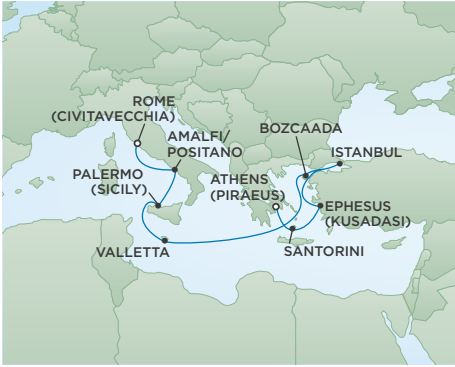 ROME
(CIVITAVECCHIA)
AMALFI/
POSITANO
BOZCAADA
ISTANBUL
PALERMO
(SICILY)
ATHENS
(PIRAEUS)
EPHESUS
(KUSADASI)
VALLETTA
SANTORINI